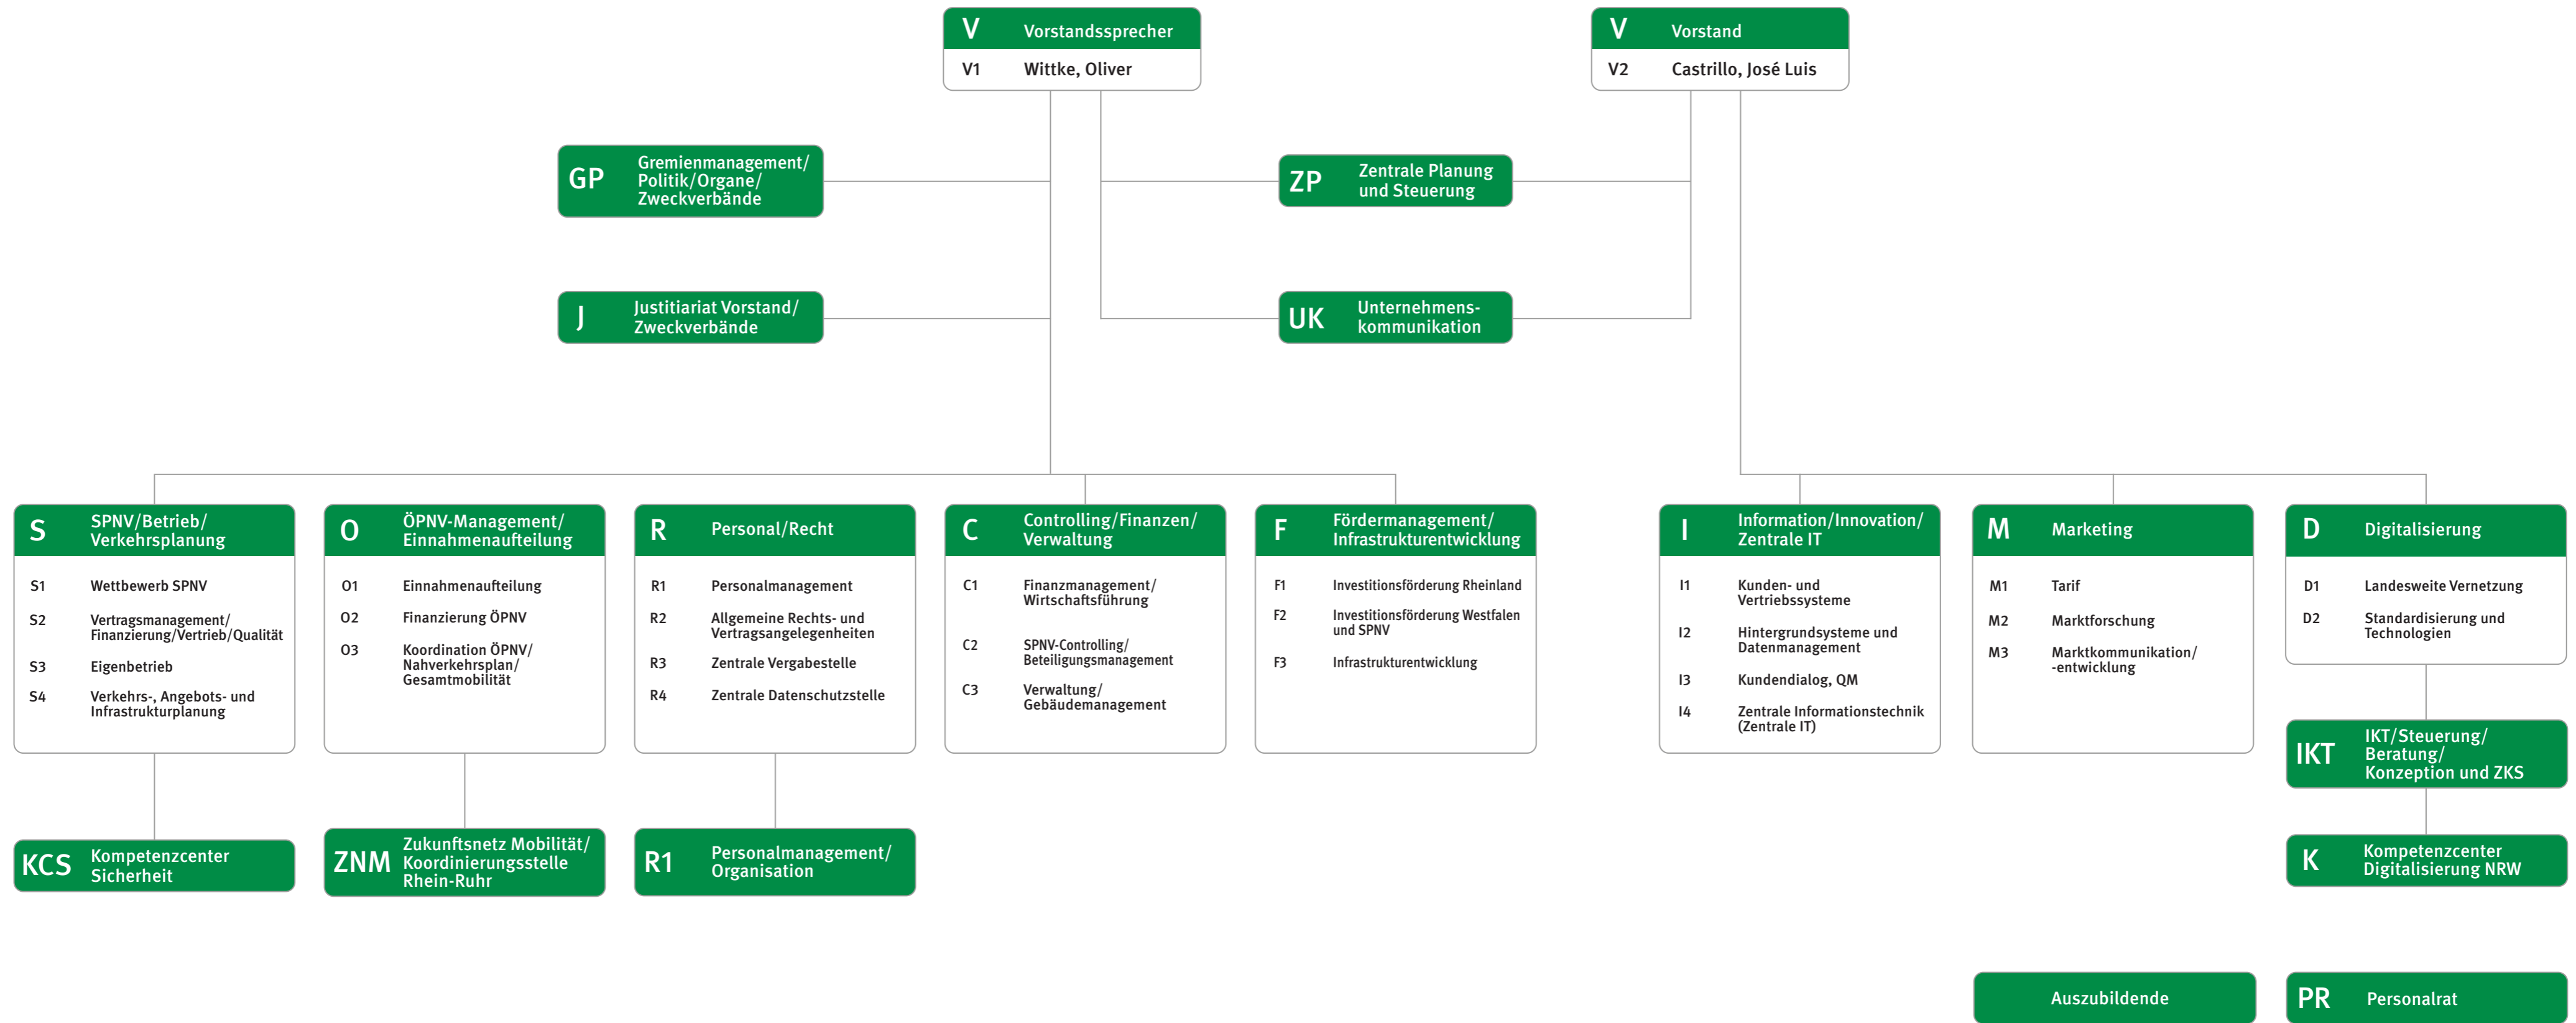 V Vorstandssprecher
V1 Wittke, Oliver
V Vorstand
V2 Castrillo, José Luis
GP Gremienmanagement/
Politik/Organe/
Zweckverbände
ZP Zentrale Planung
und Steuerung
J Justitiariat Vorstand/
Zweckverbände
UK Unternehmens-
kommunikation
S SPNV/Betrieb/
Verkehrsplanung
S1 Wettbewerb SPNV
S2 Vertragsmanagement/
Finanzierung/Vertrieb/Qualität
S3 Eigenbetrieb
S4 Verkehrs-, Angebots- und
Infrastrukturplanung
KCS Kompetenzcenter
Sicherheit
O ÖPNV-Management/
Einnahmenaufteilung
O1 Einnahmenaufteilung
O2 Finanzierung ÖPNV
O3 Koordination ÖPNV/
Nahverkehrsplan/
Gesamtmobilität
ZNM Zukunftsnetz Mobilität/
Koordinierungsstelle
Rhein-Ruhr
R Personal/Recht
R1 Personalmanagement
R2 Allgemeine Rechts- und
Vertragsangelegenheiten
R3 Zentrale Vergabestelle
R4 Zentrale Datenschutzstelle
R1 Personalmanagement/
Organisation
C Controlling/Finanzen/
Verwaltung
C1 Finanzmanagement/
Wirtschaftsführung
C2 SPNV-Controlling/
Beteiligungsmanagement
C3 Verwaltung/
Gebäudemanagement
F Fördermanagement/
Infrastrukturentwicklung
F1 Investitionsförderung Rheinland
F2 Investitionsförderung Westfalen
und SPNV
F3 Infrastrukturentwicklung
I Information/Innovation/
Zentrale IT
I1 Kunden- und
Vertriebssysteme
I2 Hintergrundsysteme und
Datenmanagement
I3 Kundendialog, QM
I4 Zentrale Informationstechnik
(Zentrale IT)
M Marketing
M1 Tarif
M2 Marktforschung
M3 Marktkommunikation/
-entwicklung
D Digitalisierung
D1 Landesweite Vernetzung
D2 Standardisierung und
Technologien
IKT IKT/Steuerung/
Beratung/
Konzeption und ZKS
K Kompetenzcenter
Digitalisierung NRW
Auszubildende
PR Personalrat